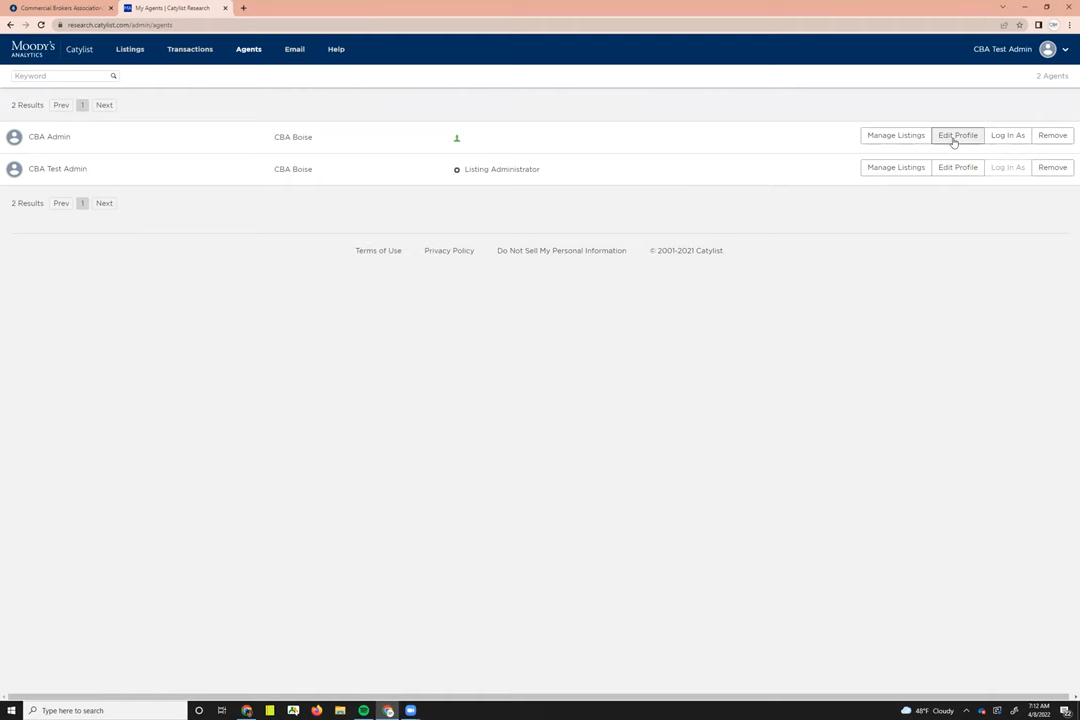 Commercial Brokers Association
My Agents | Catylist Research
research.catylist.com/admin/agents
MOODY'S ANALYTICS Catylist Listings Transactions Agents Email Help CBA Test Admin
Keyword 2 Agents
2 Results Prev 1 Next
CBA Admin CBA Boise Manage Listings Edit Profile Log In As Remove
CBA Test Admin CBA Boise Listing Administrator Manage Listings Edit Profile Log In As Remove
2 Results Prev 1 Next
Terms of Use Privacy Policy Do Not Sell My Personal Information © 2001-2021 Catylist
Type here to search 48°F Cloudy 7:12 AM
4/8/2022